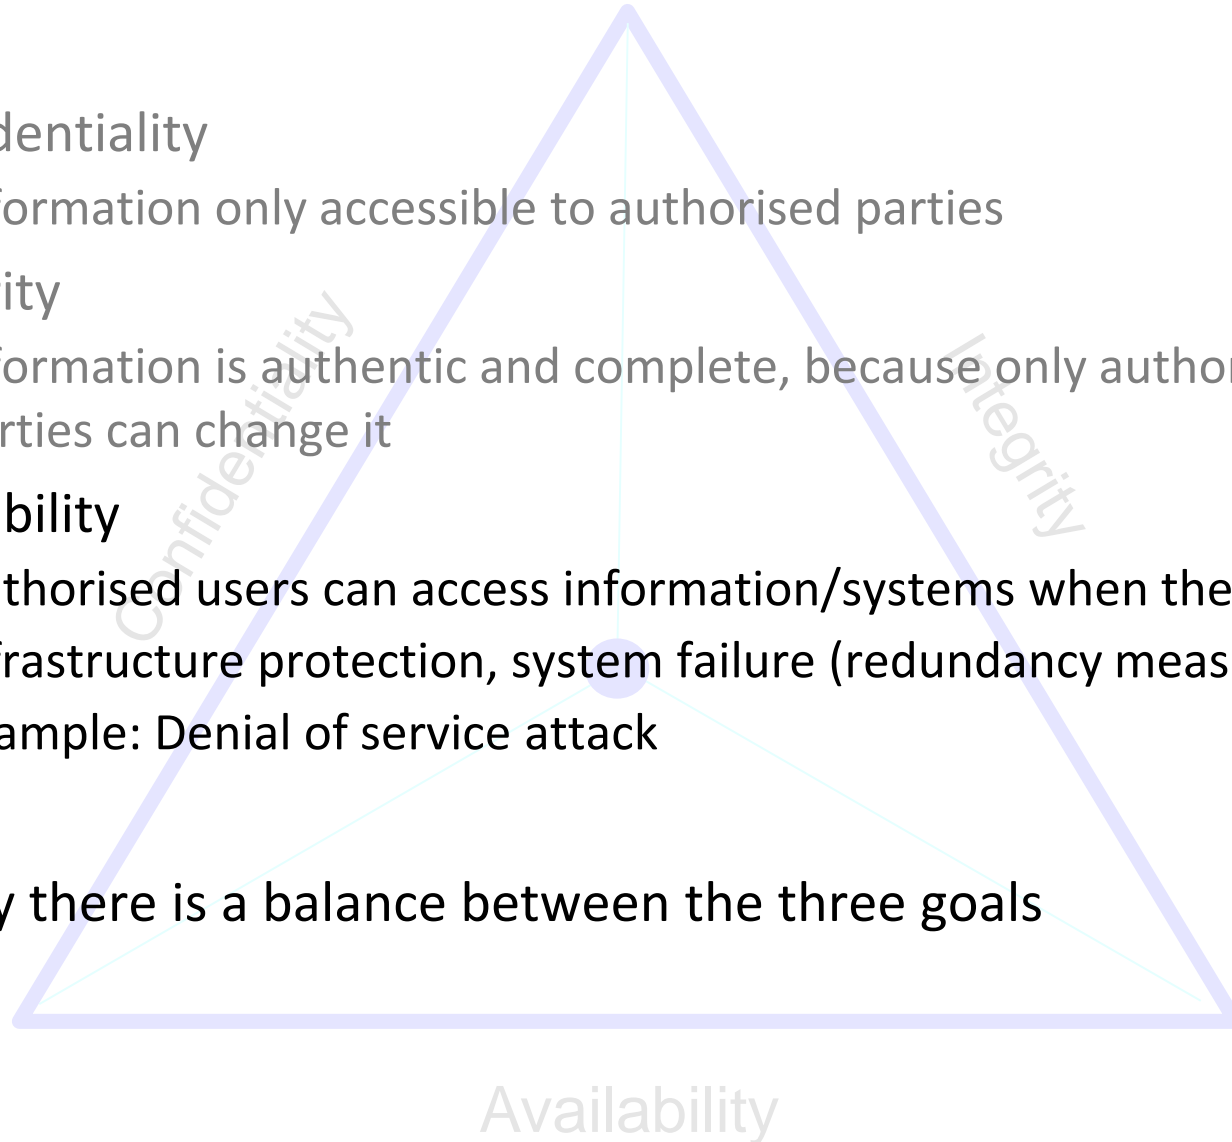 dentiality
formation only accessible to authorised parties
rity
formation is authentic and complete, because only author
rties can change it
bility
thorised users can access information/systems when the
frastructure protection, system failure (redundancy meas
ample: Denial of service attack
y there is a balance between the three goals
Confidentiality
Integrity
Availability